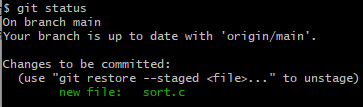 $ git status
On branch main
Your branch is up to date with 'origin/main'.
Changes to be committed:
(use "git restore --staged <file>..." to unstage)
new file:   sort.c